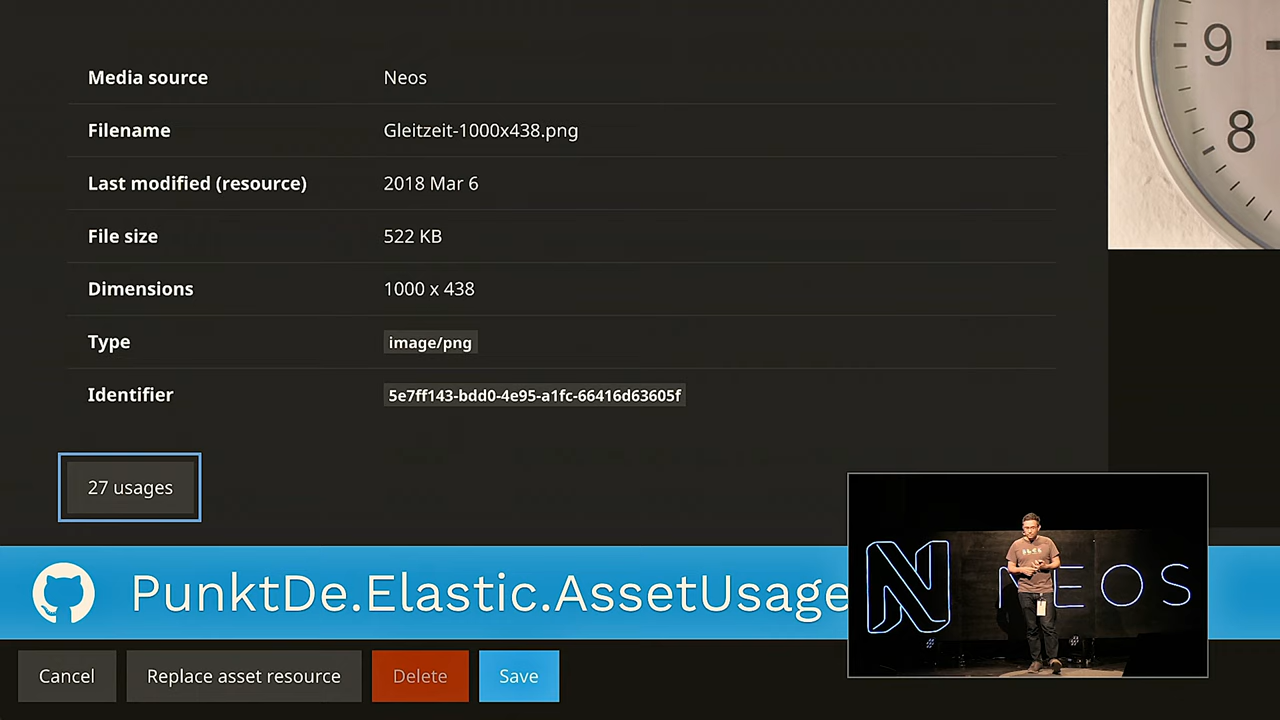 Media source Neos
Filename Gleitzeit-1000x438.png
Last modified (resource) 2018 Mar 6
File size 522 KB
Dimensions 1000 x 438
Type image/png
Identifier 5e7ff143-bdd0-4e95-a1fc-66416d63605f
27 usages
PunktDe.Elastic.AssetUsage
Cancel Replace asset resource Delete Save
9
8
NEOS